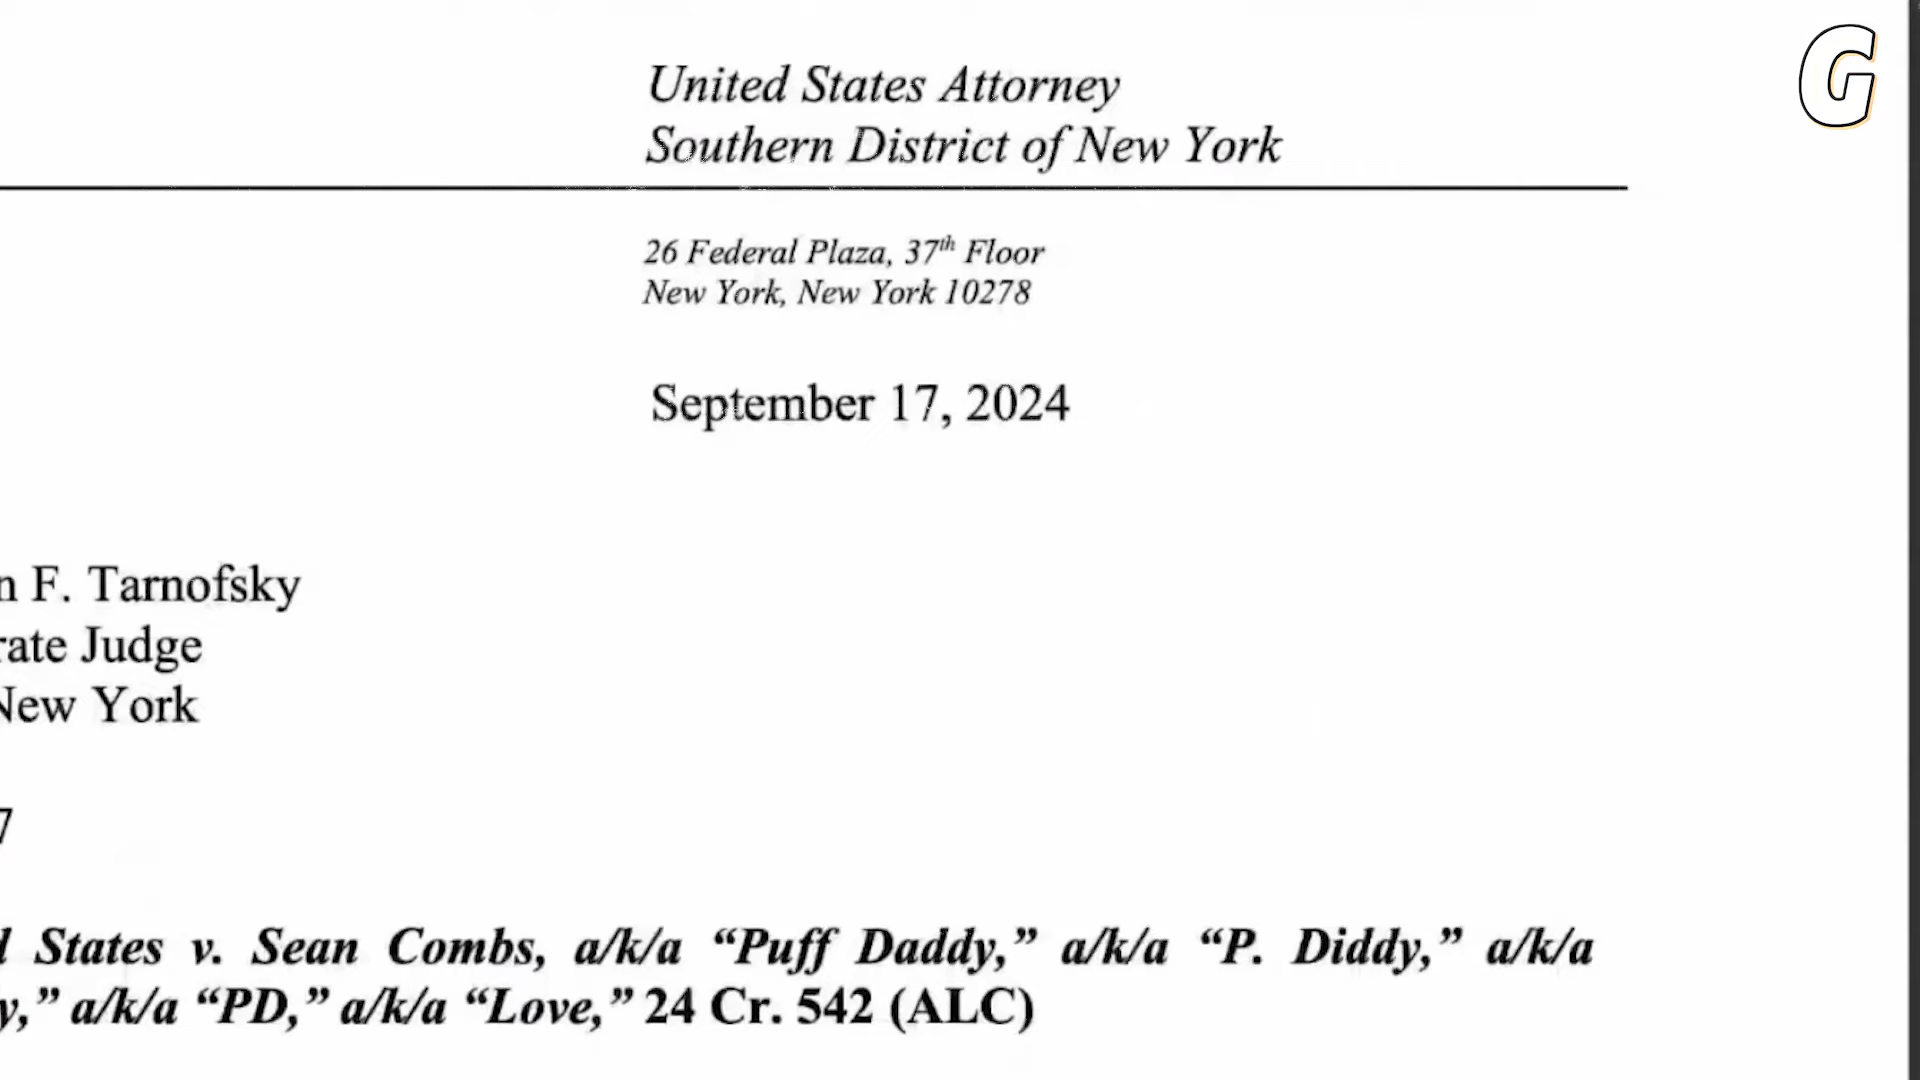 G
United States Attorney
Southern District of New York
26 Federal Plaza, 37th Floor
New York, New York 10278
September 17, 2024
F. Tarnofsky
Judge
New York
7
States v. Sean Combs, a/k/a “Puff Daddy,” a/k/a “P. Diddy,” a/k/a
a/k/a “PD,” a/k/a “Love,” 24 Cr. 542 (ALC)